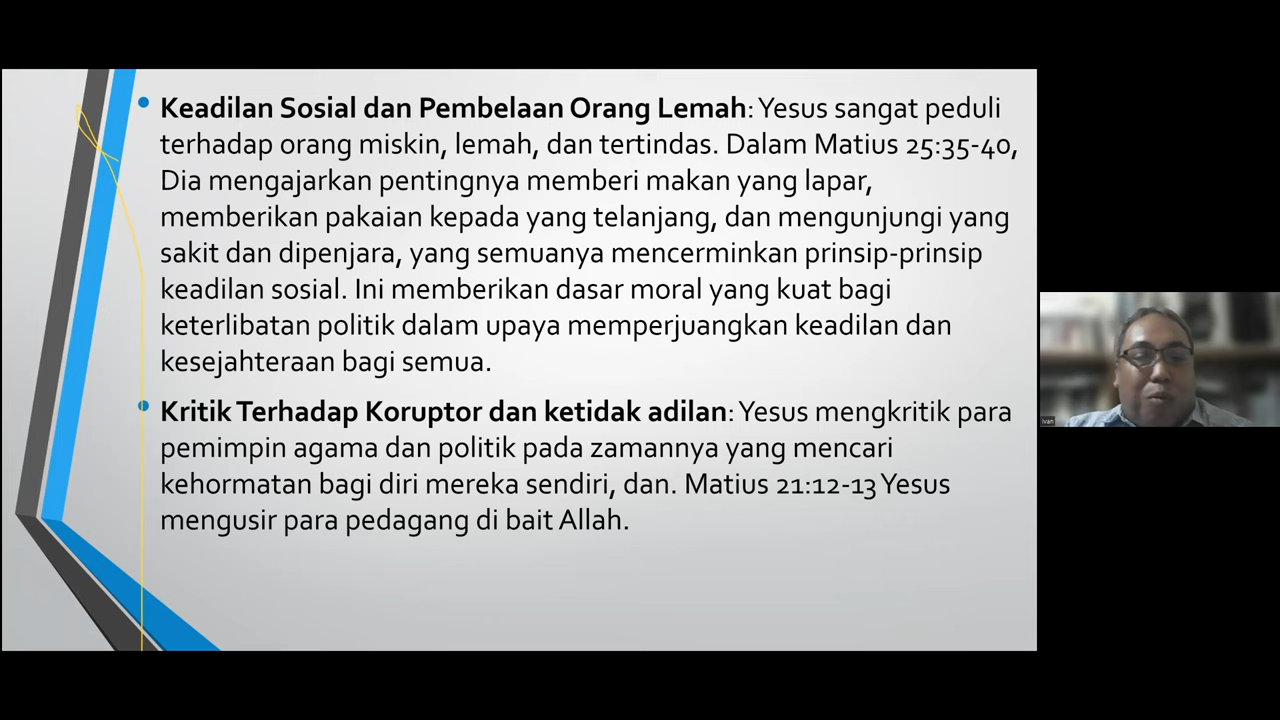 Keadilan Sosial dan Pembelaan Orang Lemah: Yesus sangat peduli
terhadap orang miskin, lemah, dan tertindas. Dalam Matius 25:35-40,
Dia mengajarkan pentingnya memberi makan yang lapar,
memberikan pakaian kepada yang telanjang, dan mengunjungi yang
sakit dan dipenjara, yang semuanya mencerminkan prinsip-prinsip
keadilan sosial. Ini memberikan dasar moral yang kuat bagi
keterlibatan politik dalam upaya memperjuangkan keadilan dan
kesejahteraan bagi semua.
Kritik Terhadap Koruptor dan ketidak adilan: Yesus mengkritik para
pemimpin agama dan politik pada zamannya yang mencari
kehormatan bagi diri mereka sendiri, dan. Matius 21:12-13 Yesus
mengusir para pedagang di bait Allah.
Ivan